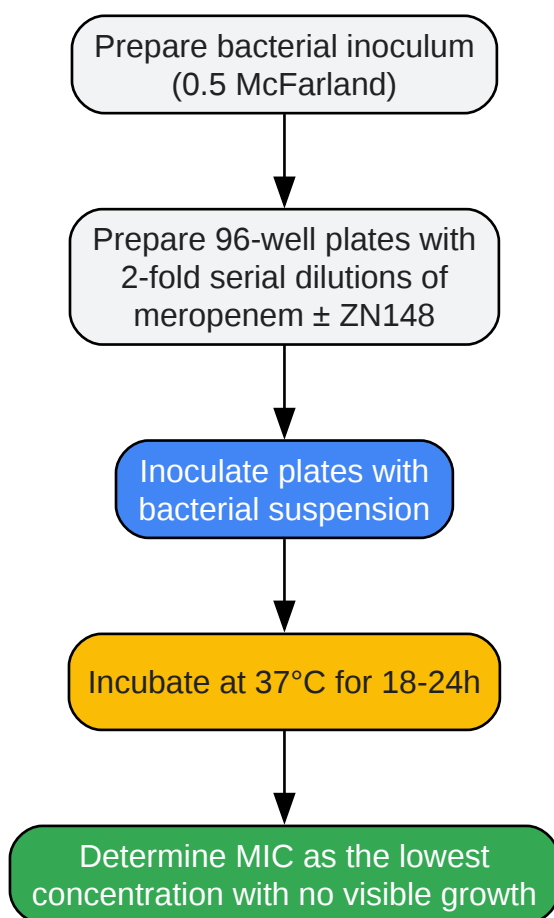 Prepare bacterial inoculum
(0.5 McFarland)
Prepare 96-well plates with
2-fold serial dilutions of
meropenem ± ZN148
Inoculate plates with
bacterial suspension
Incubate at 37°C for 18-24h
Determine MIC as the lowest
concentration with no visible growth